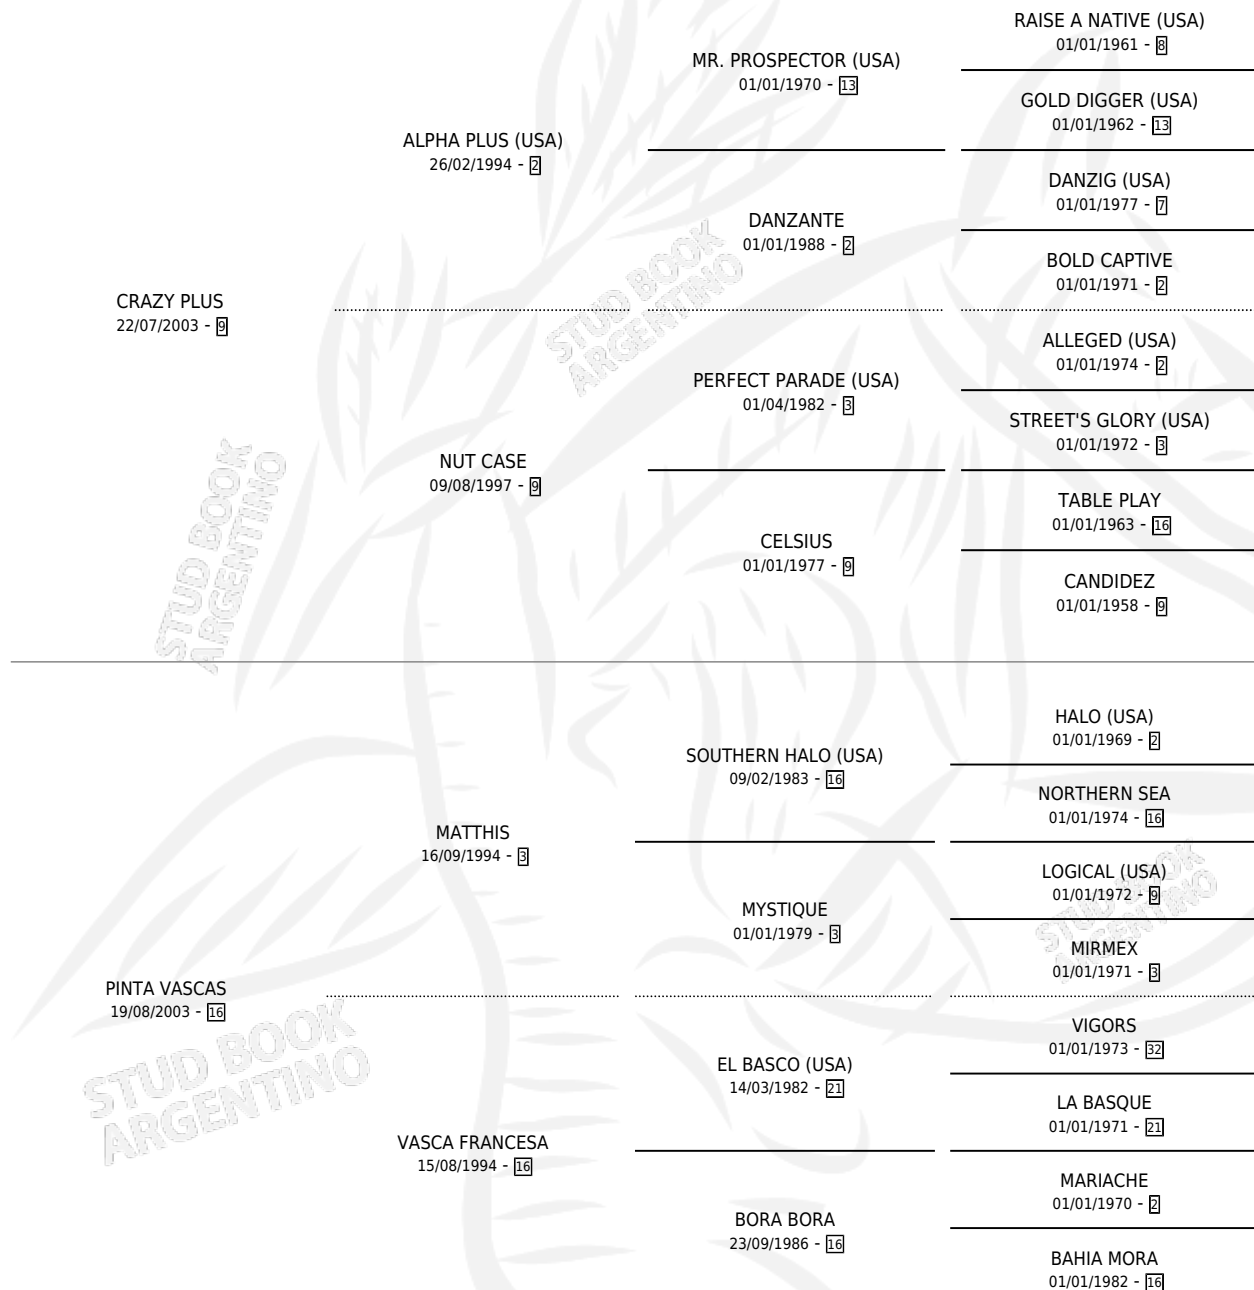 RAISE A NATIVE (USA)
01/01/1961 - 8
MR. PROSPECTOR (USA)
01/01/1970 - 13
GOLD DIGGER (USA)
01/01/1962 - 13
ALPHA PLUS (USA)
26/02/1994 - 2
DANZIG (USA)
01/01/1977 - 7
DANZANTE
01/01/1988 - 2
BOLD CAPTIVE
01/01/1971 - 2
CRAZY PLUS
22/07/2003 - 9
STUD BOOK
ARGENTINO
ALLEGED (USA)
01/01/1974 - 2
PERFECT PARADE (USA)
01/04/1982 - 3
STREET'S GLORY (USA)
01/01/1972 - 3
NUT CASE
09/08/1997 - 9
TABLE PLAY
01/01/1963 - 16
CELSIUS
01/01/1977 - 9
CANDIDEZ
01/01/1958 - 9
STUD BOOK
ARGENTINO
HALO (USA)
01/01/1969 - 2
SOUTHERN HALO (USA)
09/02/1983 - 16
NORTHERN SEA
01/01/1974 - 16
MATTHIS
16/09/1994 - 3
LOGICAL (USA)
01/01/1972 - 9
MYSTIQUE
01/01/1979 - 3
MIRMEX
01/01/1971 - 3
STUD BOOK
ARGENTINO
PINTA VASCAS
19/08/2003 - 16
VIGORS
01/01/1973 - 32
EL BASCO (USA)
14/03/1982 - 21
LA BASQUE
01/01/1971 - 21
STUD BOOK
ARGENTINO
VASCA FRANCESA
15/08/1994 - 16
MARIACHE
01/01/1970 - 2
BORA BORA
23/09/1986 - 16
BAHIA MORA
01/01/1982 - 16